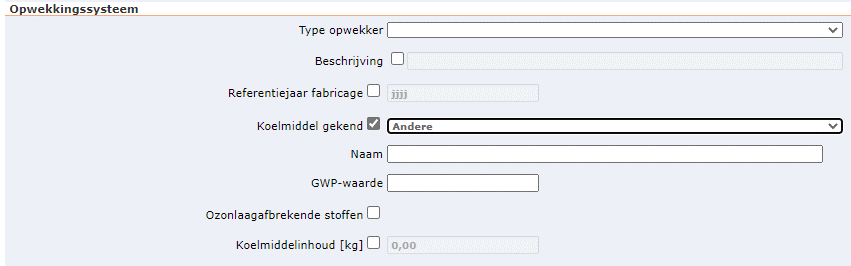 Opwekkingssysteem
Type opwekker
Beschrijving
Referentiejaar fabricage jjjj
Koelmiddel gekend Andere
Naam
GWP-waarde
Ozonlaagafbrekende stoffen
Koelmiddelinhoud [kg] 0,00